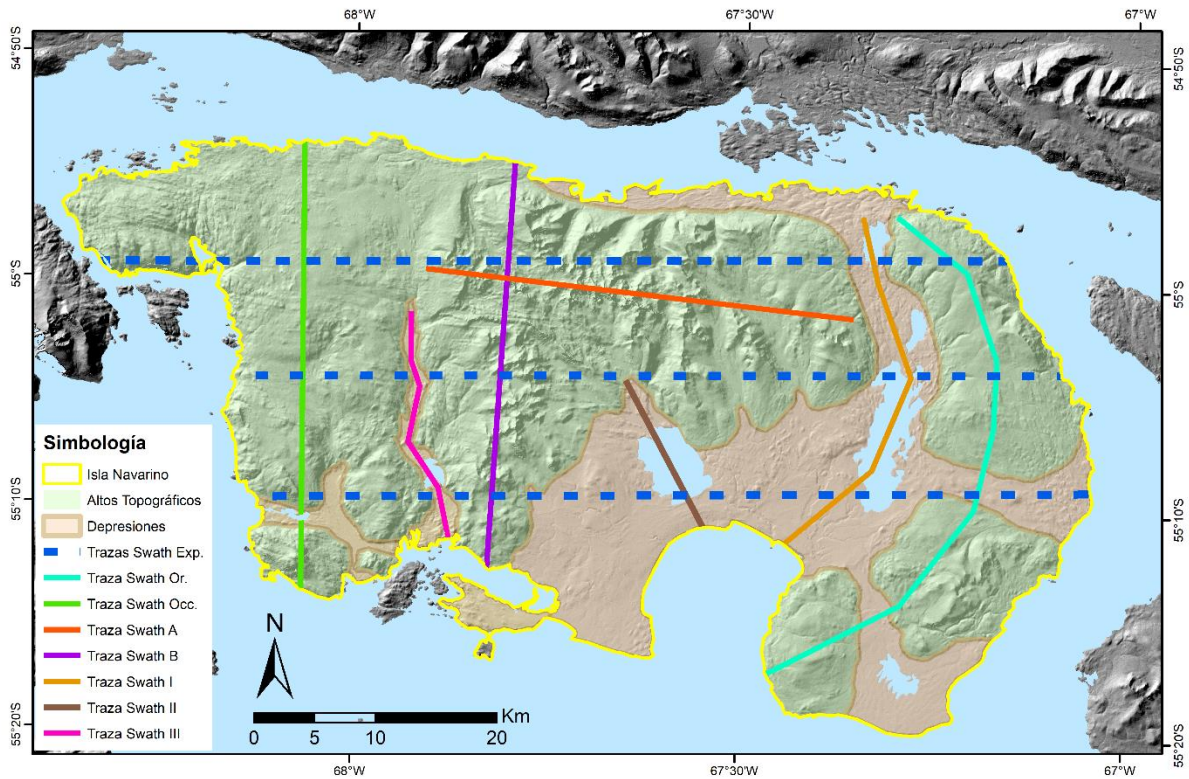 68°W 67°30'W 67°W
54°50'S 54°50'S
55°S 55°S
55°10'S 55°10'S
55°20'S 55°20'S
Simbología
Isla Navarino
Altos Topográficos
Depresiones
Trazas Swath Exp.
Traza Swath Or.
Traza Swath Occ.
Traza Swath A
Traza Swath B
Traza Swath I
Traza Swath II
Traza Swath III
N
Km
0 5 10 20
68°W 67°30'W 67°W